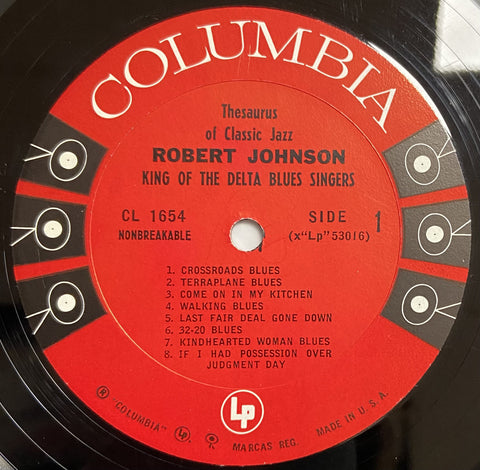 COLUMBIA
Thesaurus
of Classic Jazz
ROBERT JOHNSON
KING OF THE DELTA BLUES SINGERS
CL 1654
NONBREAKABLE
SIDE 1
(x"Lp"53016)
1. CROSSROADS BLUES
2. TERRAPLANE BLUES
3. COME ON IN MY KITCHEN
4. WALKING BLUES
5. LAST FAIR DEAL GONE DOWN
6. 32-20 BLUES
7. KINDHEARTED WOMAN BLUES
8. IF I HAD POSSESSION OVER
JUDGMENT DAY
Lp
® "COLUMBIA" Lp MARCAS REG. MADE IN U. S. A.